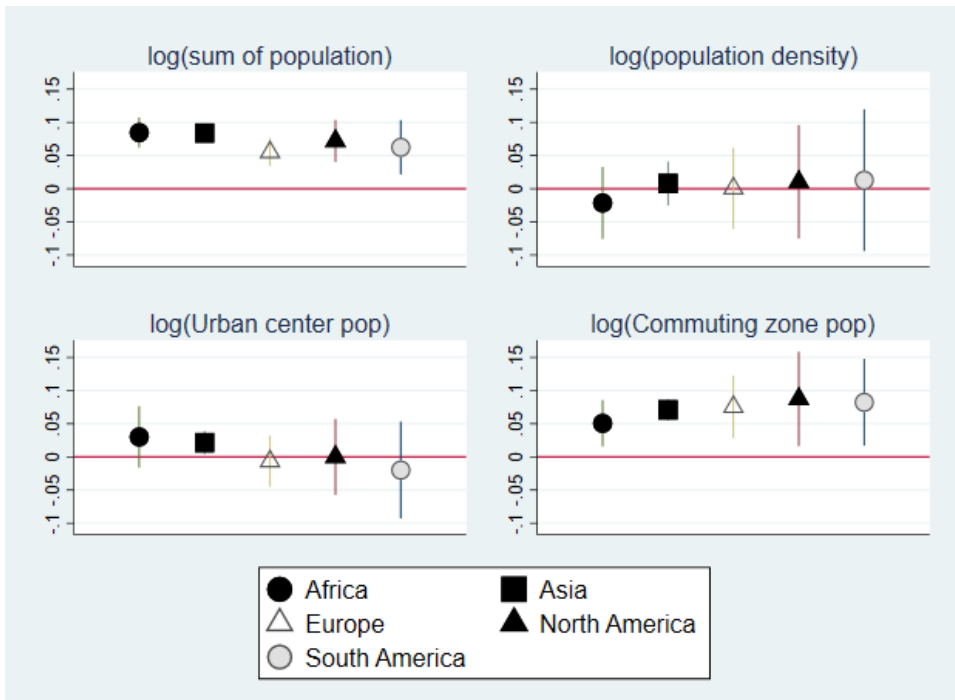 log(sum of population)
.15
.1
.05
0
-.05
-.1
log(population density)
.15
.1
.05
0
-.05
-.1
log(Urban center pop)
.15
.1
.05
0
-.05
-.1
log(Commuting zone pop)
.15
.1
.05
0
-.05
-.1
Africa
Asia
Europe
North America
South America